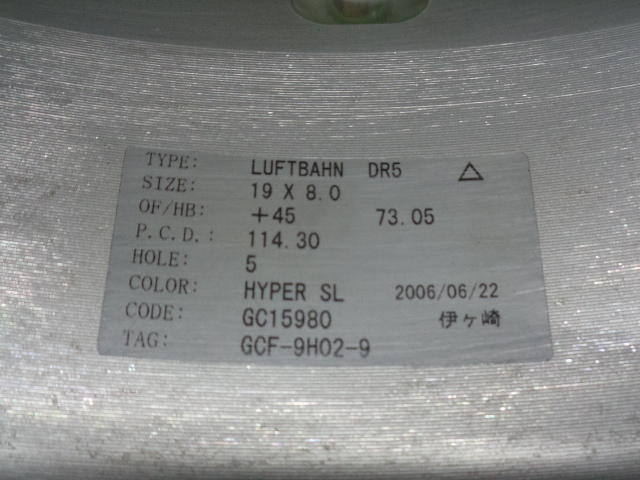 TYPE: LUFTBAHN DR5 △
SIZE: 19 X 8.0
OF/HB: +45 73.05
P.C.D.: 114.30
HOLE: 5
COLOR: HYPER SL 2006/06/22
CODE: GC15980 伊ヶ崎
TAG: GCF-9H02-9